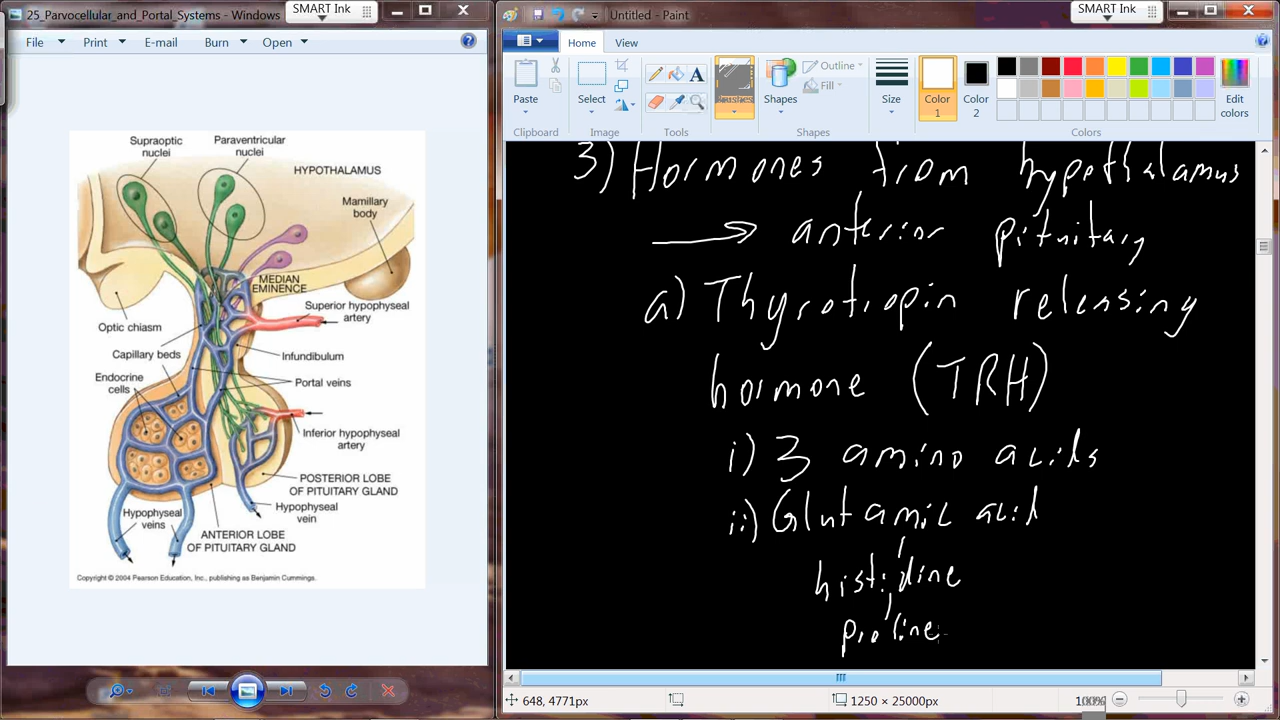 25_Parvocellular_and_Portal_Systems - Windows
SMART Ink
File Print E-mail Burn Open
Supraoptic
nuclei
Paraventricular
nuclei
HYPOTHALAMUS
Mamillary
body
MEDIAN
EMINENCE
Superior hypophyseal
artery
Optic chiasm
Capillary beds
Infundibulum
Endocrine
cells
Portal veins
Inferior hypophyseal
artery
POSTERIOR LOBE
OF PITUITARY GLAND
Hypophyseal
vein
Hypophyseal
veins
ANTERIOR LOBE
OF PITUITARY GLAND
Copyright © 2004 Pearson Education, Inc., publishing as Benjamin Cummings.
Untitled - Paint
SMART Ink
Home View
Paste
Select
Brushes
Shapes
Outline
Fill
Size
Color
1
Color
2
Edit
colors
Clipboard Image Tools Shapes Colors
3) Hormones from hypothalamus
→ anterior pituitary
a) Thyrotropin releasing
hormone (TRH)
i) 3 amino acids
ii) Glutamic acid
histidine
proline
648, 4771px
1250 × 25000px
100%